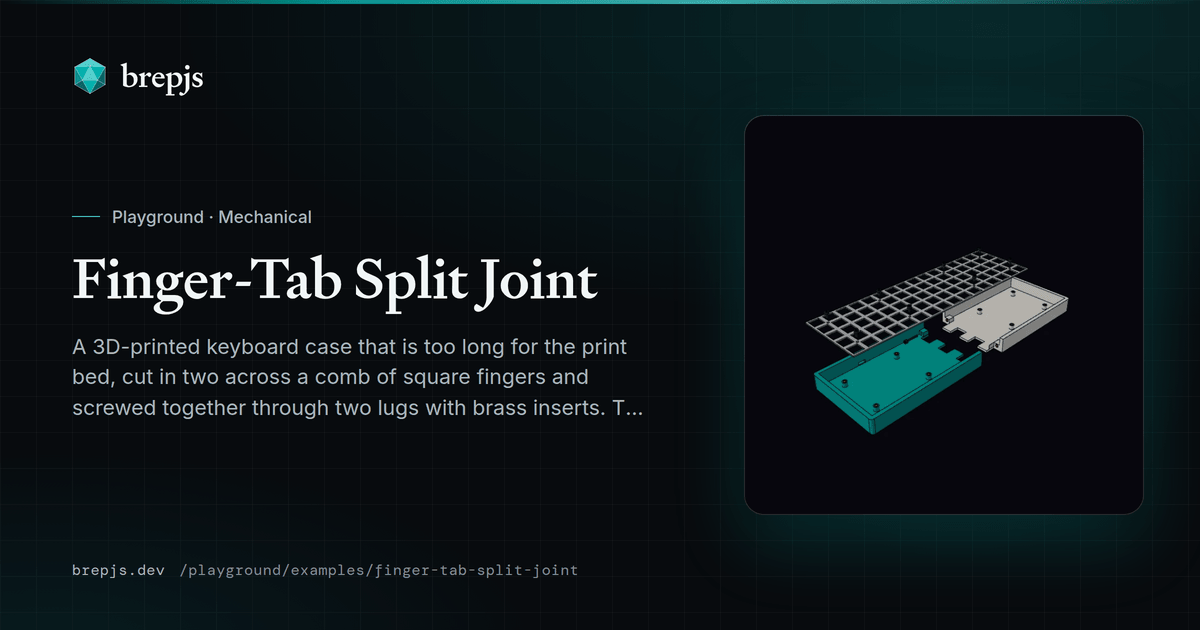 brepjs
Playground · Mechanical
Finger-Tab Split Joint
A 3D-printed keyboard case that is too long for the print
bed, cut in two across a comb of square fingers and
screwed together through two lugs with brass inserts. T...
brepjs.dev /playground/examples/finger-tab-split-joint